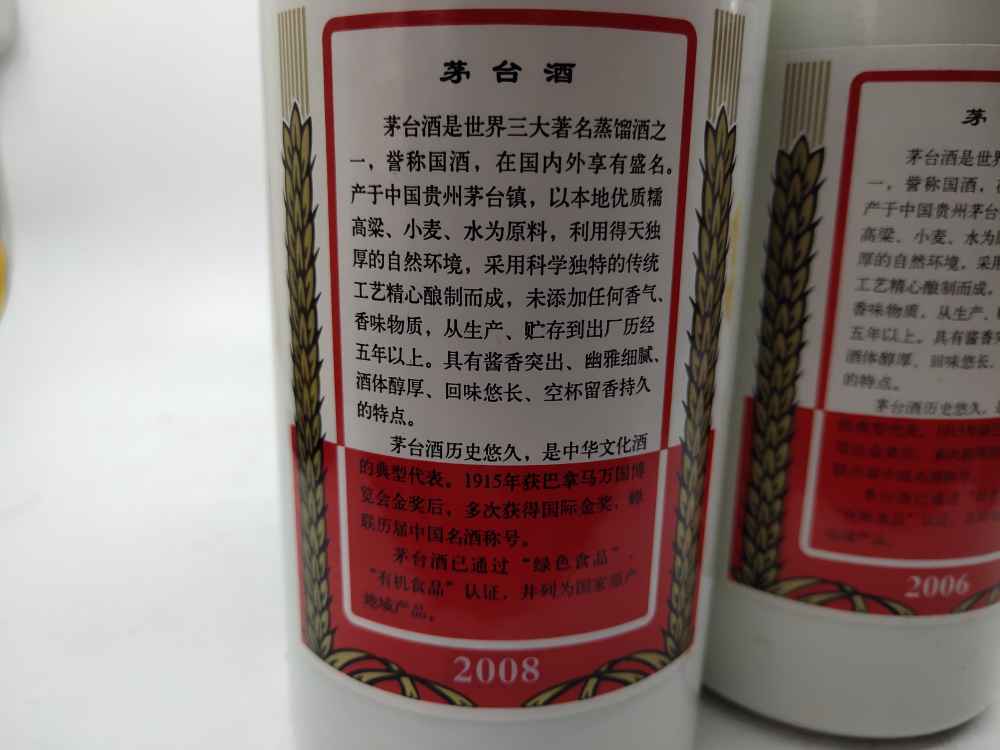 茅台酒
茅台酒是世界三大著名蒸馏酒之
一，誉称国酒，在国内外享有盛名。
产于中国贵州茅台镇，以本地优质糯
高粱、小麦、水为原料，利用得天独
厚的自然环境，采用科学独特的传统
工艺精心酿制而成，未添加任何香气、
香味物质，从生产、贮存到出厂历经
五年以上。具有酱香突出、幽雅细腻、
酒体醇厚、回味悠长、空杯留香持久
的特点。
茅台酒历史悠久，是中华文化酒
的典型代表。1915年获巴拿马万国博
览会金奖后，多次获得国际金奖，蝉
联历届中国名酒称号。
茅台酒已通过“绿色食品”、
“有机食品”认证，并列为国家原产
地域产品。
2008
茅
茅台酒是世
一，誉称国酒，
产于中国贵州茅台
高粱、小麦、水为
厚的自然环境，采
工艺精心酿制而成，
香味物质，从生产、
五年以上。具有酱香
酒体醇厚、回味悠长、
的特点。
茅台酒历史悠久，
的典型代表。1915年
2006